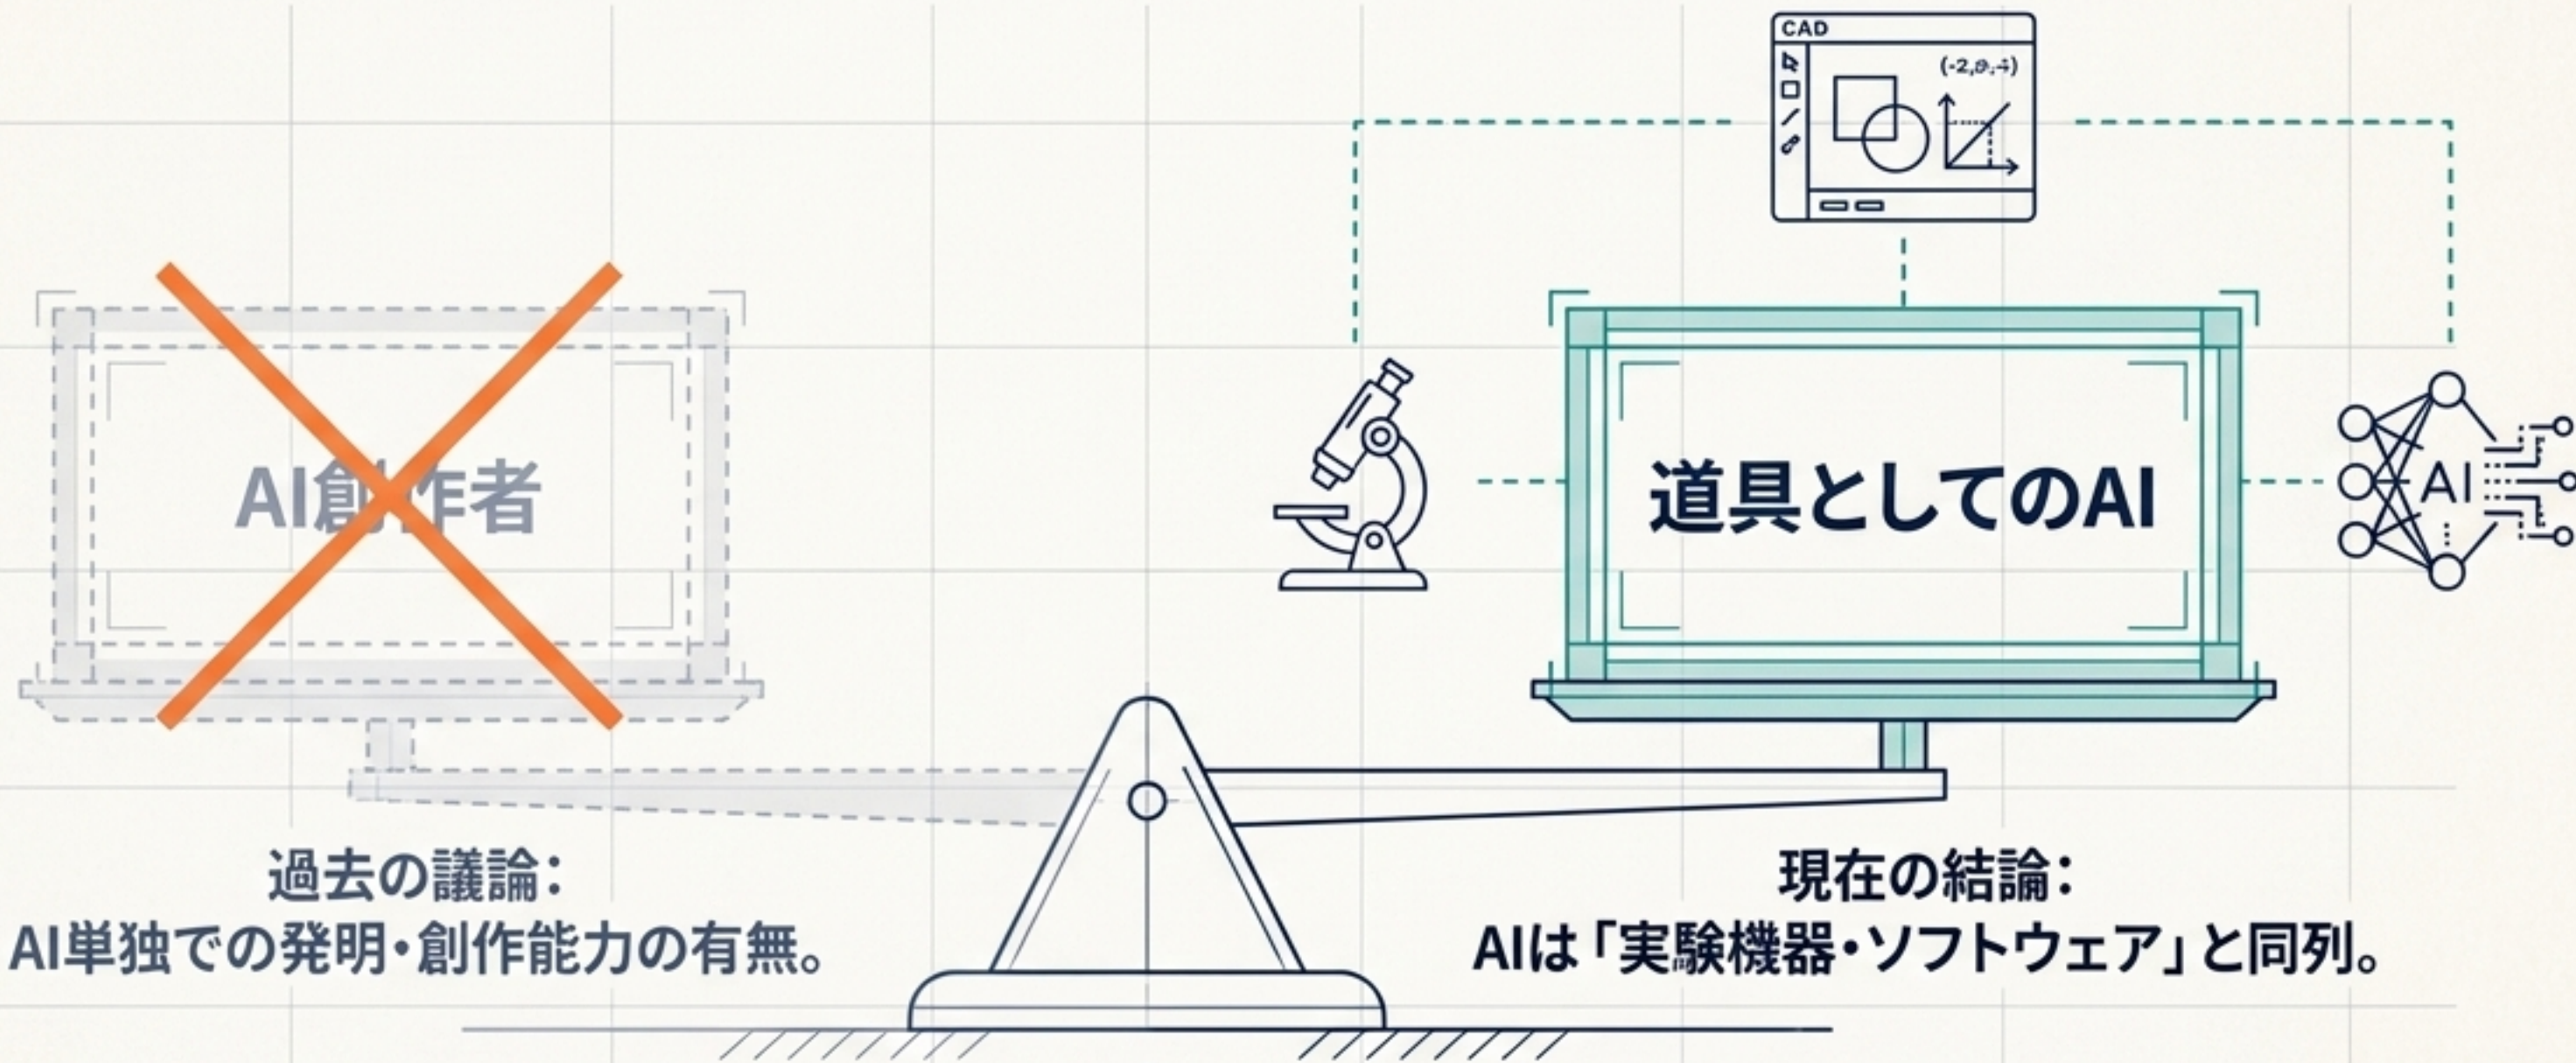 CAD
AI創作者
道具としてのAI
AI
過去の議論：
AI単独での発明・創作能力の有無。
現在の結論：
AIは「実験機器・ソフトウェア」と同列。